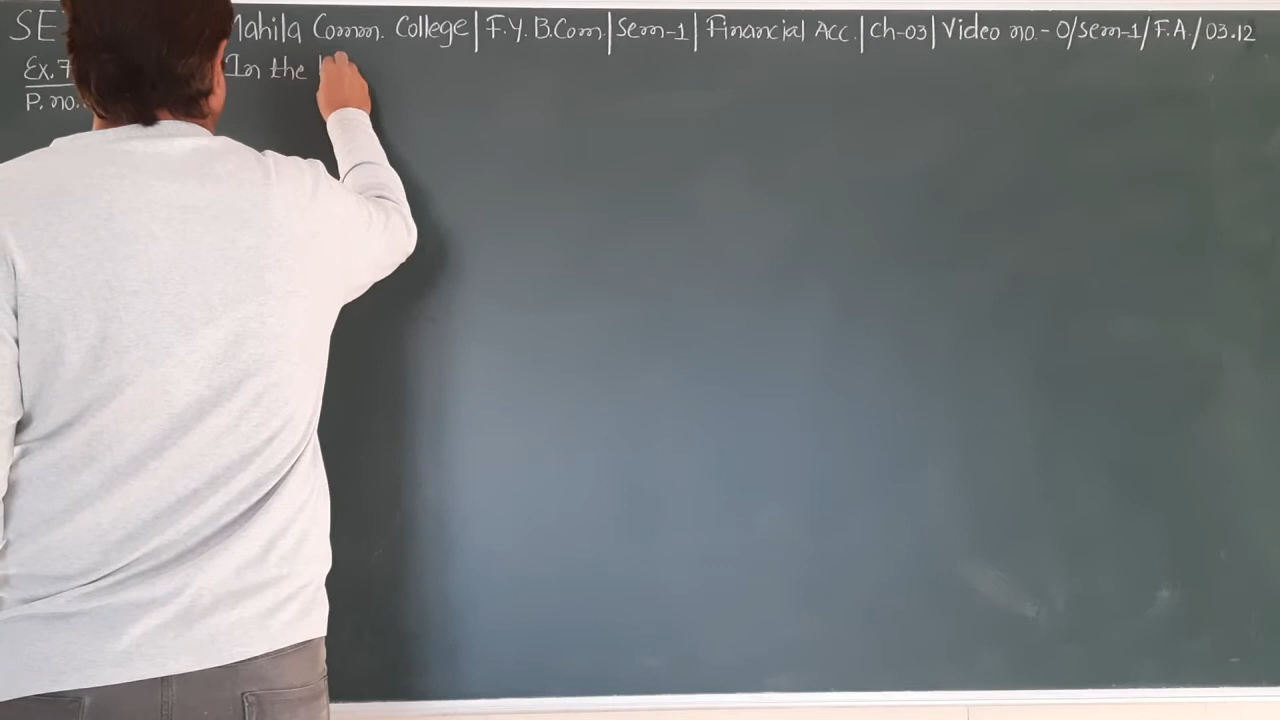 SE Mahila Comm. College | F.Y. B.Com. | Sem-1 | Financial Acc. | Ch-03 | Video no.- 0/Sem-1/F.A./03.12
Ex.7 In the
P. no.